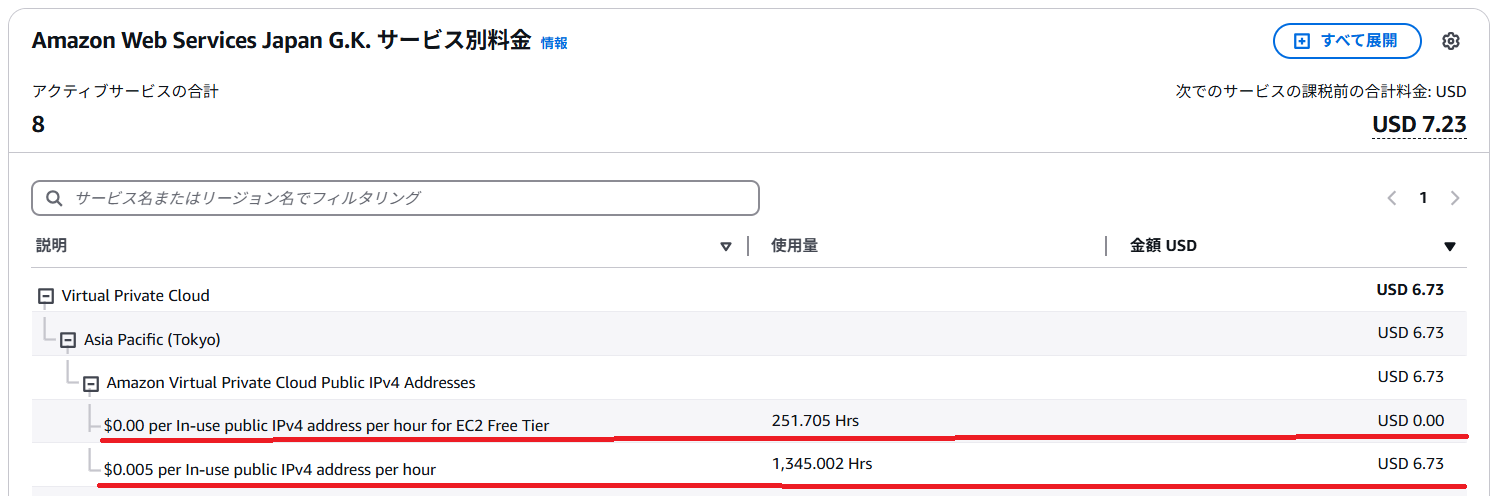 Amazon Web Services Japan G.K. サービス別料金 情報
すべて展開
アクティブサービスの合計
次でのサービスの課税前の合計料金: USD
8
USD 7.23
サービス名またはリージョン名でフィルタリング
1
説明 使用量 金額 USD
Virtual Private Cloud USD 6.73
Asia Pacific (Tokyo) USD 6.73
Amazon Virtual Private Cloud Public IPv4 Addresses USD 6.73
$0.00 per In-use public IPv4 address per hour for EC2 Free Tier 251.705 Hrs USD 0.00
$0.005 per In-use public IPv4 address per hour 1,345.002 Hrs USD 6.73